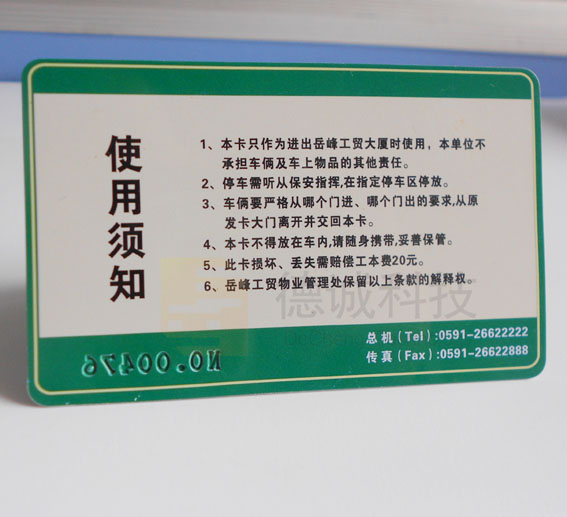 使用须知
1、本卡只作为进出岳峰工贸大厦时使用，本单位不
承担车俩及车上物品的其他责任。
2、停车需听从保安指挥,在指定停车区停放。
3、车俩要严格从哪个门进、哪个门出的要求,从原
发卡大门离开并交回本卡。
4、本卡不得放在车内,请随身携带,妥善保管。
5、此卡损坏、丢失需赔偿工本费20元。
6、岳峰工贸物业管理处保留以上条款的解释权。
德诚科技
总机(Tel):0591-26622222
传真(Fax):0591-26622888
NO.00476